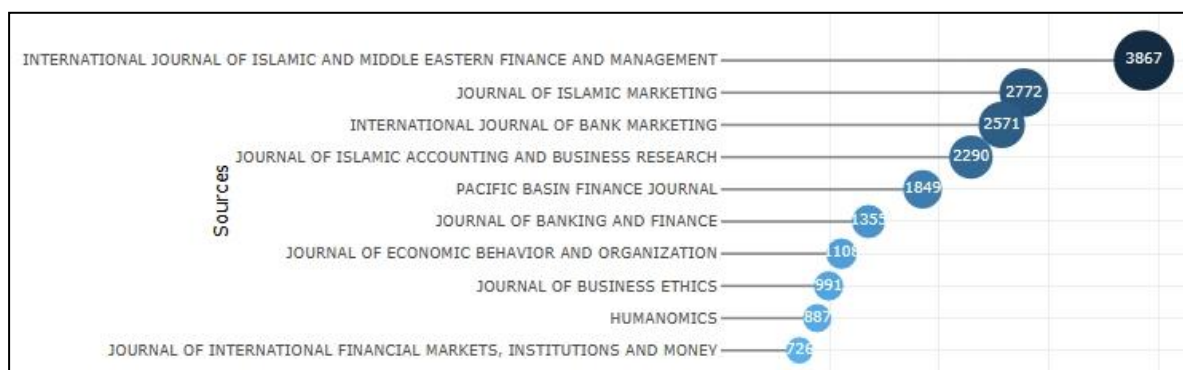 INTERNATIONAL JOURNAL OF ISLAMIC AND MIDDLE EASTERN FINANCE AND MANAGEMENT 3867
JOURNAL OF ISLAMIC MARKETING 2772
INTERNATIONAL JOURNAL OF BANK MARKETING 2571
JOURNAL OF ISLAMIC ACCOUNTING AND BUSINESS RESEARCH 2290
PACIFIC BASIN FINANCE JOURNAL 1849
JOURNAL OF BANKING AND FINANCE 1355
JOURNAL OF ECONOMIC BEHAVIOR AND ORGANIZATION 1108
JOURNAL OF BUSINESS ETHICS 991
HUMANOMICS 887
JOURNAL OF INTERNATIONAL FINANCIAL MARKETS, INSTITUTIONS AND MONEY 726
Sources